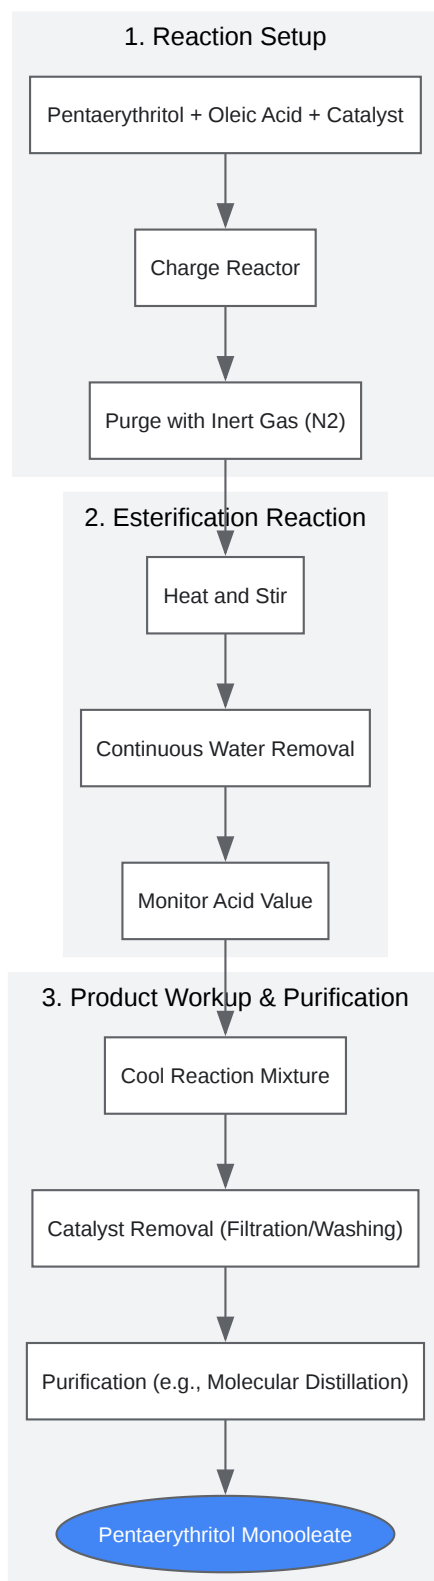 1. Reaction Setup
Pentaerythritol + Oleic Acid + Catalyst
Charge Reactor
Purge with Inert Gas (N2)
2. Esterification Reaction
Heat and Stir
Continuous Water Removal
Monitor Acid Value
3. Product Workup & Purification
Cool Reaction Mixture
Catalyst Removal (Filtration/Washing)
Purification (e.g., Molecular Distillation)
Pentaerythritol Monooleate